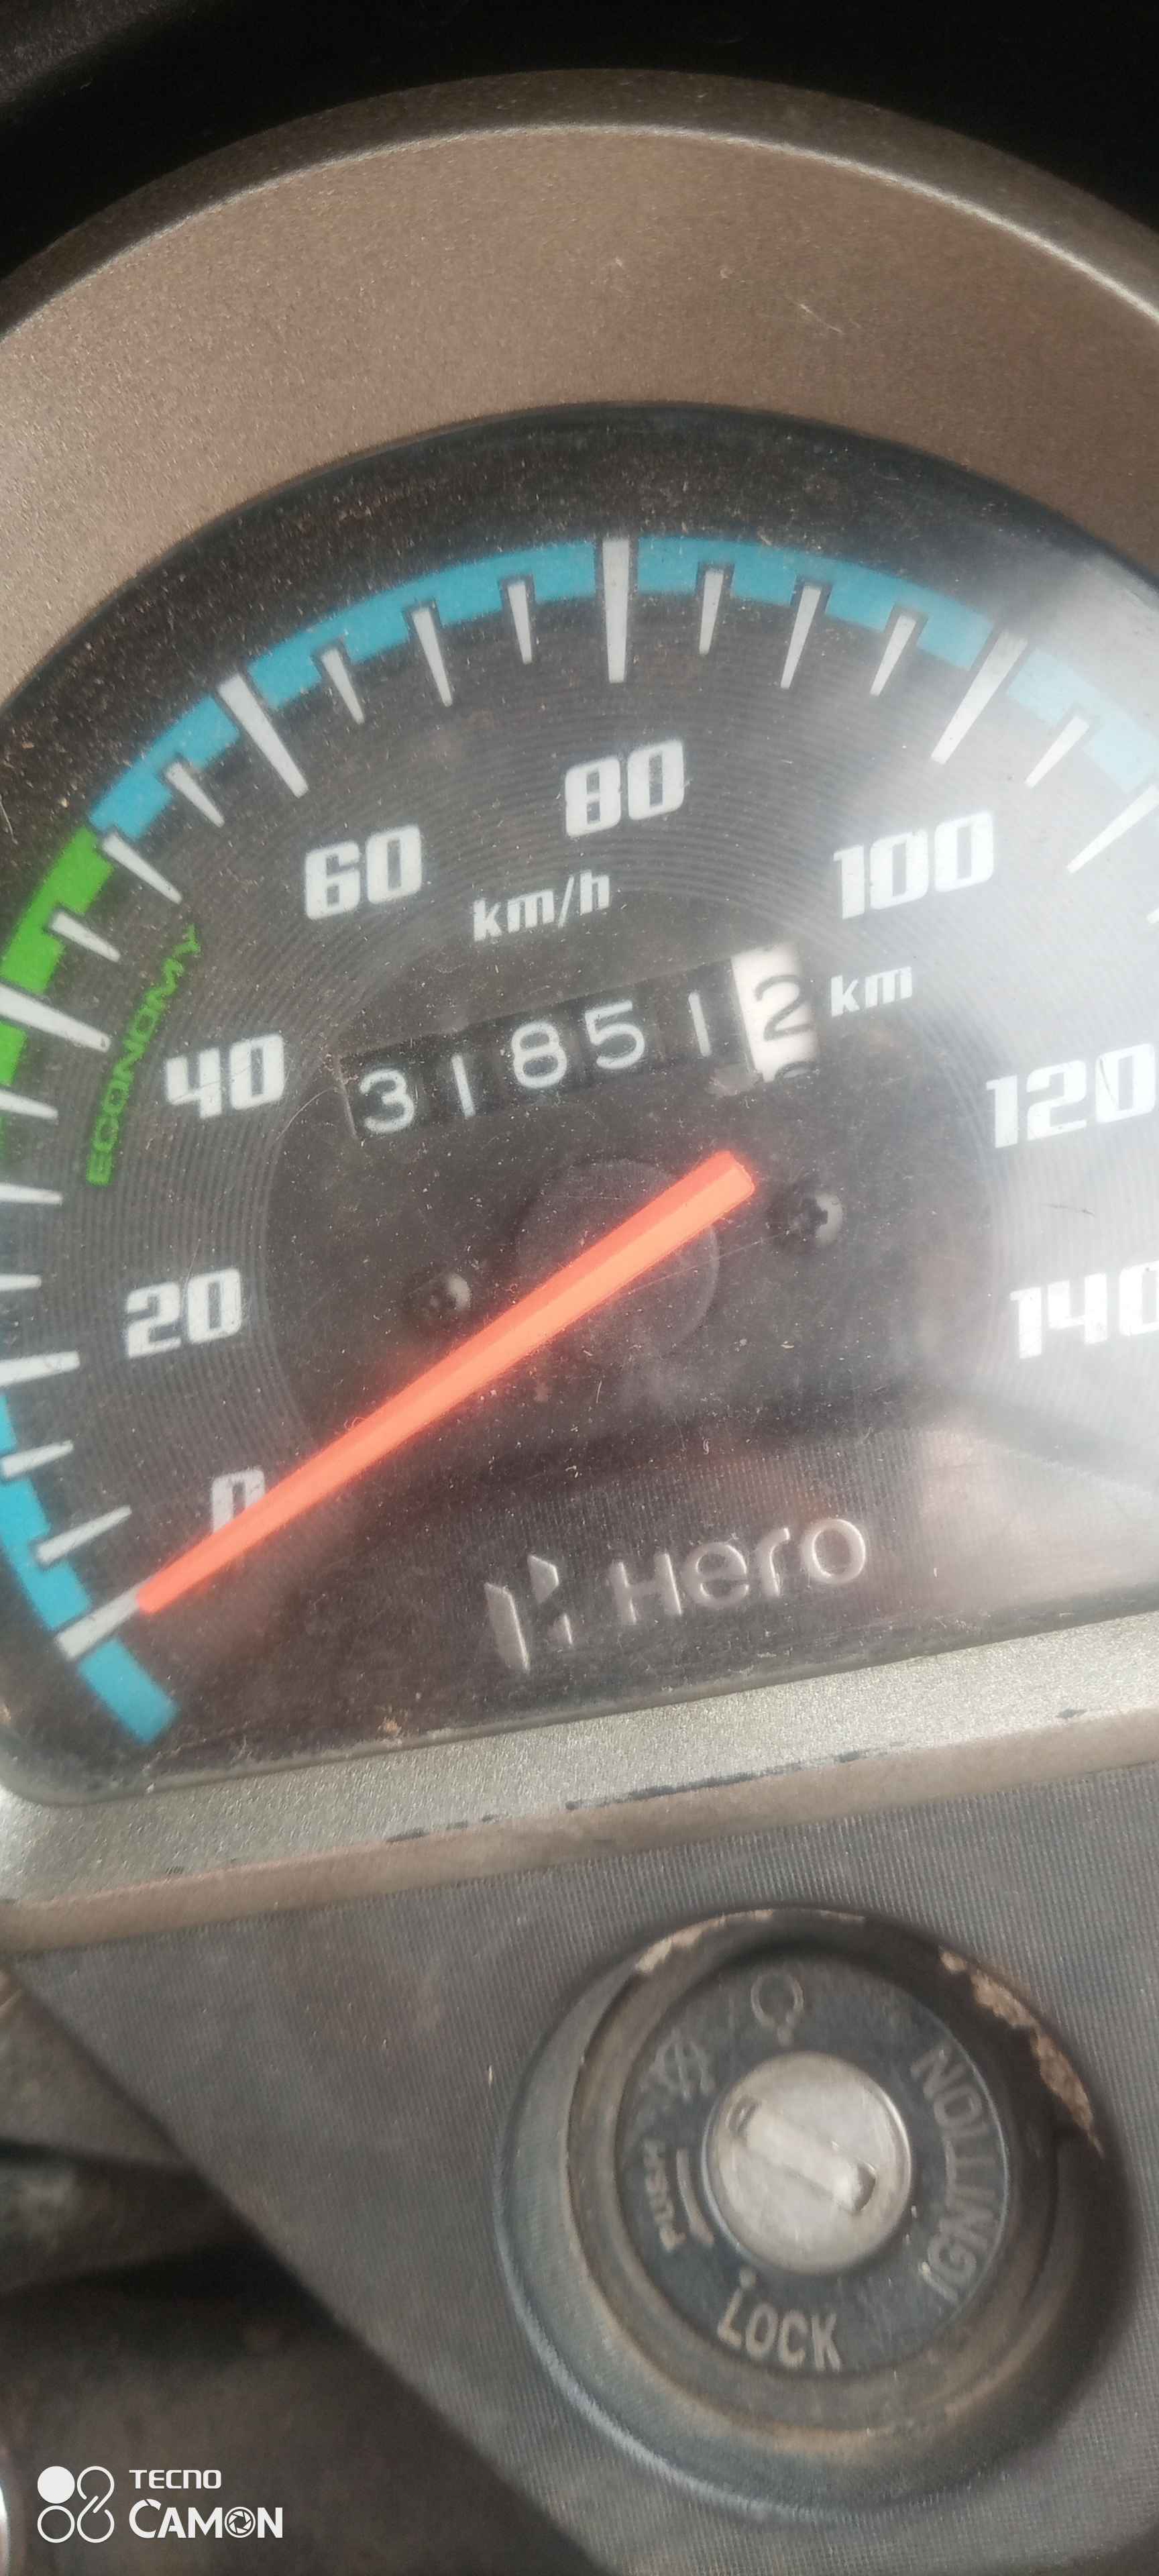 80
60
100
km/h
ECONOMY
40
318512 km
120
20
140
0
Hero
IGNITION
PUSH
LOCK
TECNO
CAMON